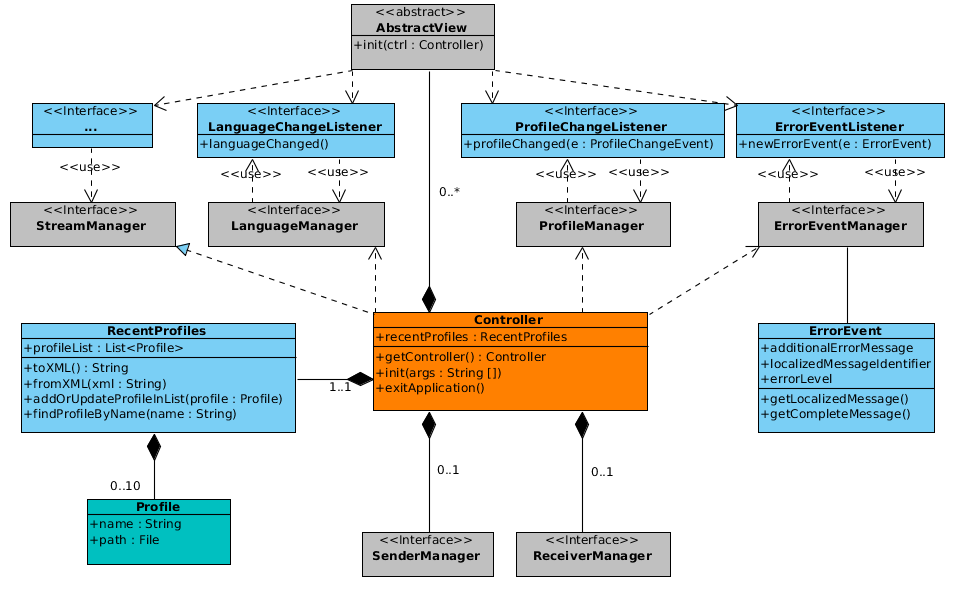 <<abstract>>
AbstractView
+init(ctrl : Controller)
<<Interface>>
...
<<Interface>>
LanguageChangeListener
+languageChanged()
<<Interface>>
ProfileChangeListener
+profileChanged(e : ProfileChangeEvent)
<<Interface>>
ErrorEventListener
+newErrorEvent(e : ErrorEvent)
<<use>>
<<use>>
<<use>>
<<use>>
<<use>>
<<use>>
<<use>>
0..*
<<Interface>>
StreamManager
<<Interface>>
LanguageManager
<<Interface>>
ProfileManager
<<Interface>>
ErrorEventManager
RecentProfiles
+profileList : List<Profile>
+toXML() : String
+fromXML(xml : String)
+addOrUpdateProfileInList(profile : Profile)
+findProfileByName(name : String)
1..1
Controller
+recentProfiles : RecentProfiles
+getController() : Controller
+init(args : String [])
+exitApplication()
ErrorEvent
+additionalErrorMessage
+localizedMessageIdentifier
+errorLevel
+getLocalizedMessage()
+getCompleteMessage()
0..10
0..1
0..1
Profile
+name : String
+path : File
<<Interface>>
SenderManager
<<Interface>>
ReceiverManager